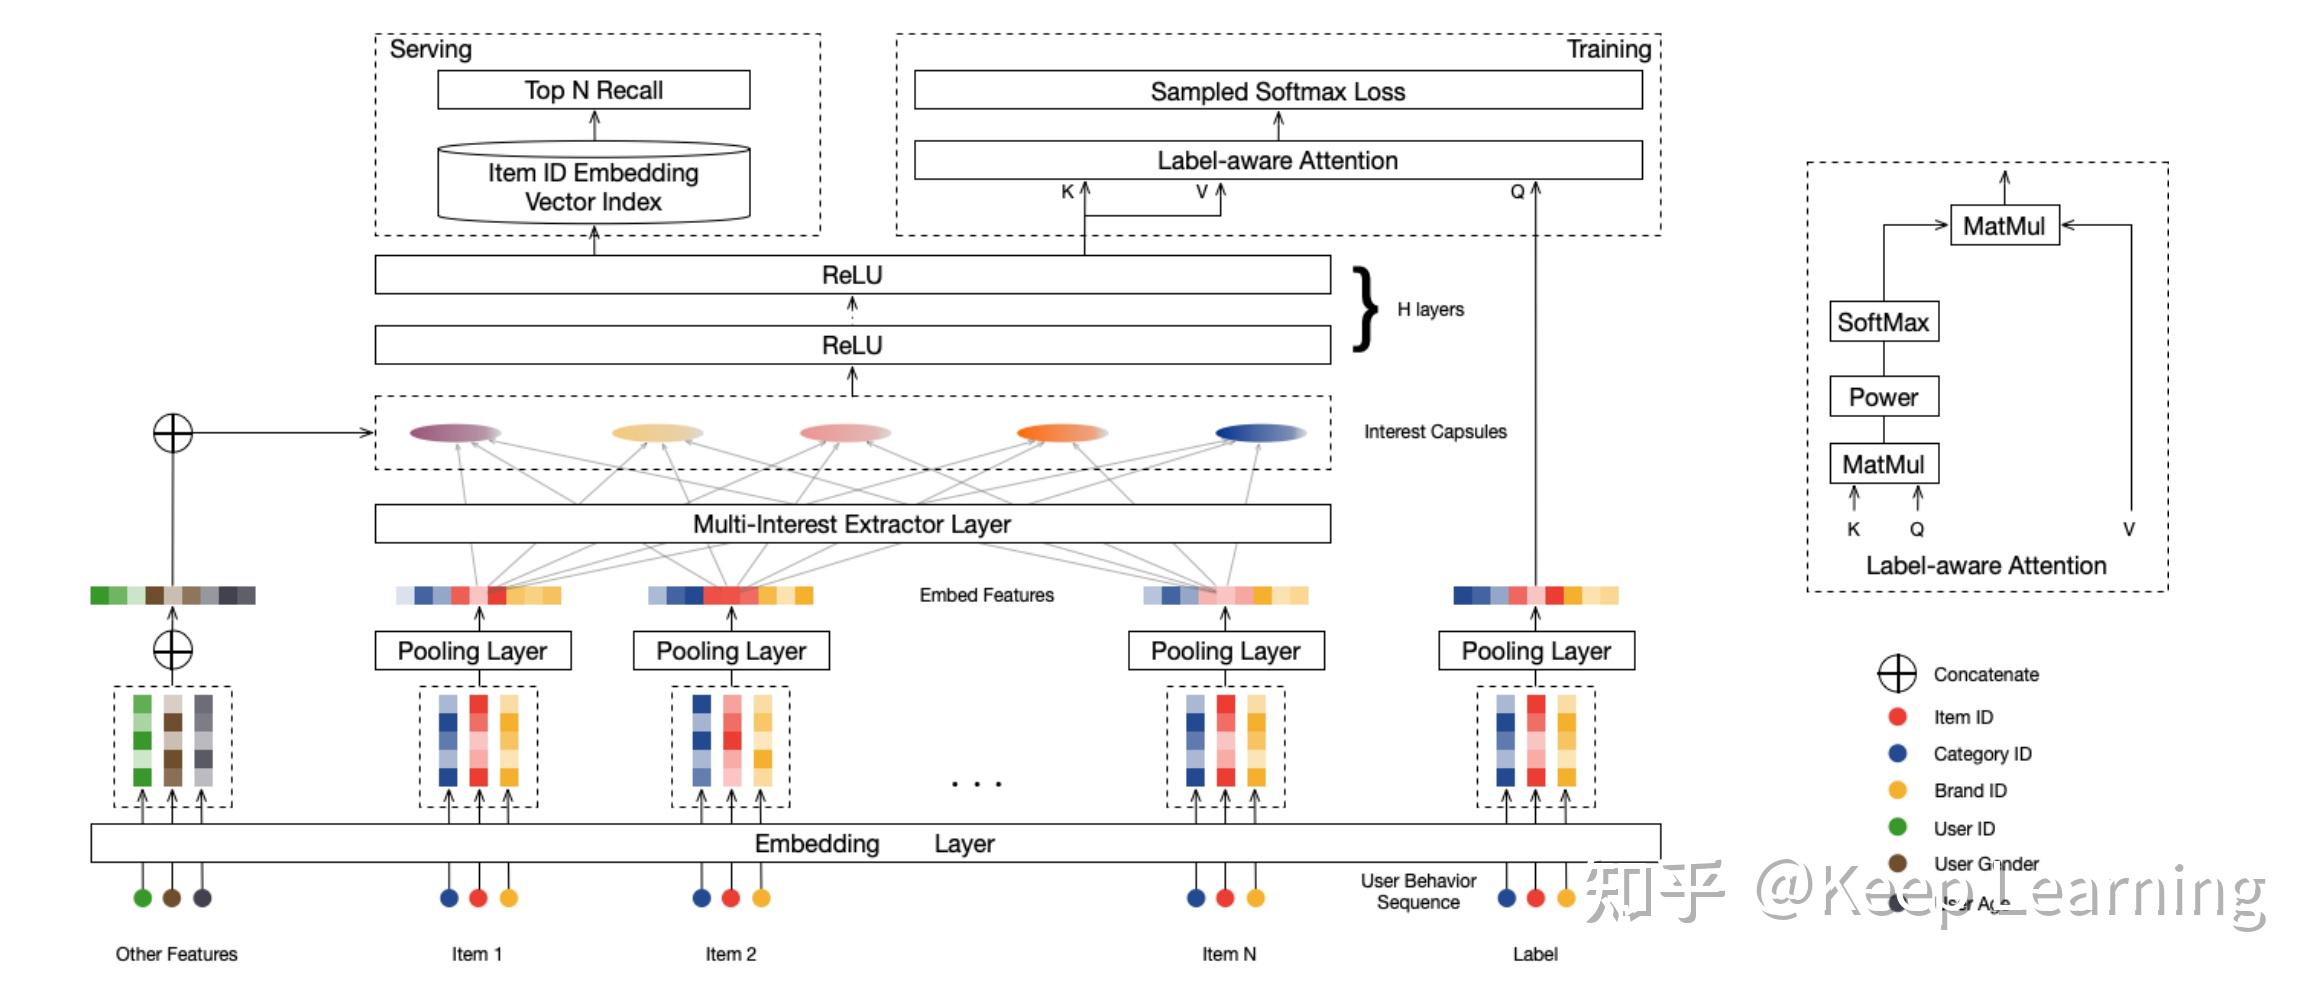 Serving
Training
Top N Recall
Sampled Softmax Loss
Item ID Embedding
Vector Index
Label-aware Attention
K
V
Q
MatMul
ReLU
H layers
SoftMax
ReLU
Power
Interest Capsules
MatMul
K
Q
V
Multi-Interest Extractor Layer
Label-aware Attention
Embed Features
Pooling Layer
Pooling Layer
Pooling Layer
Pooling Layer
Concatenate
Item ID
Category ID
...
Brand ID
Embedding Layer
User ID
User Gender
User Behavior
Sequence
User Age
知乎 @Keep Learning
Other Features
Item 1
Item 2
Item N
Label